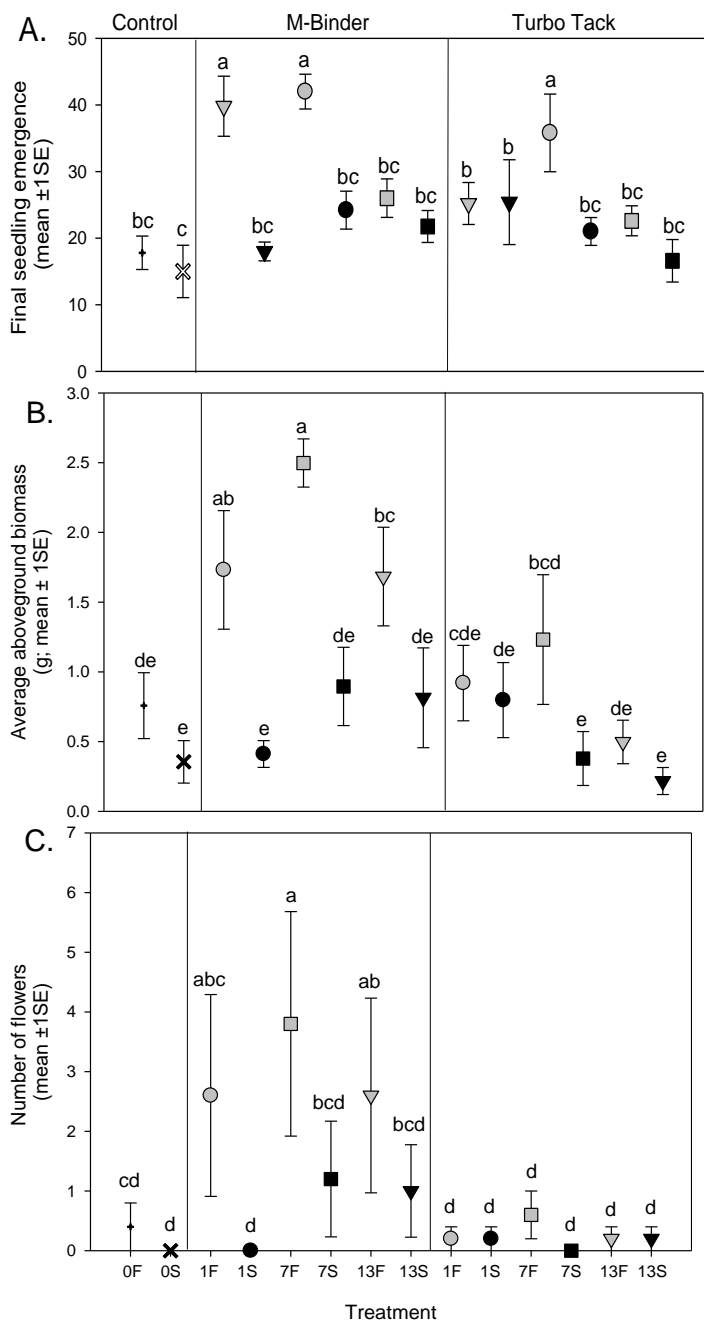 A.
Control M-Binder Turbo Tack
Final seedling emergence
(mean ±1SE)
50
40
30
20
10
0
bc c a bc a bc bc bc b b a bc bc bc
B.
Average aboveground biomass
(g; mean ± 1SE)
3.0
2.5
2.0
1.5
1.0
0.5
0.0
de e ab e a de bc de cde de bcd e de e
C.
Number of flowers
(mean ±1SE)
7
6
5
4
3
2
1
0
cd d abc d a bcd ab bcd d d d d d d
0F 0S 1F 1S 7F 7S 13F 13S 1F 1S 7F 7S 13F 13S
Treatment